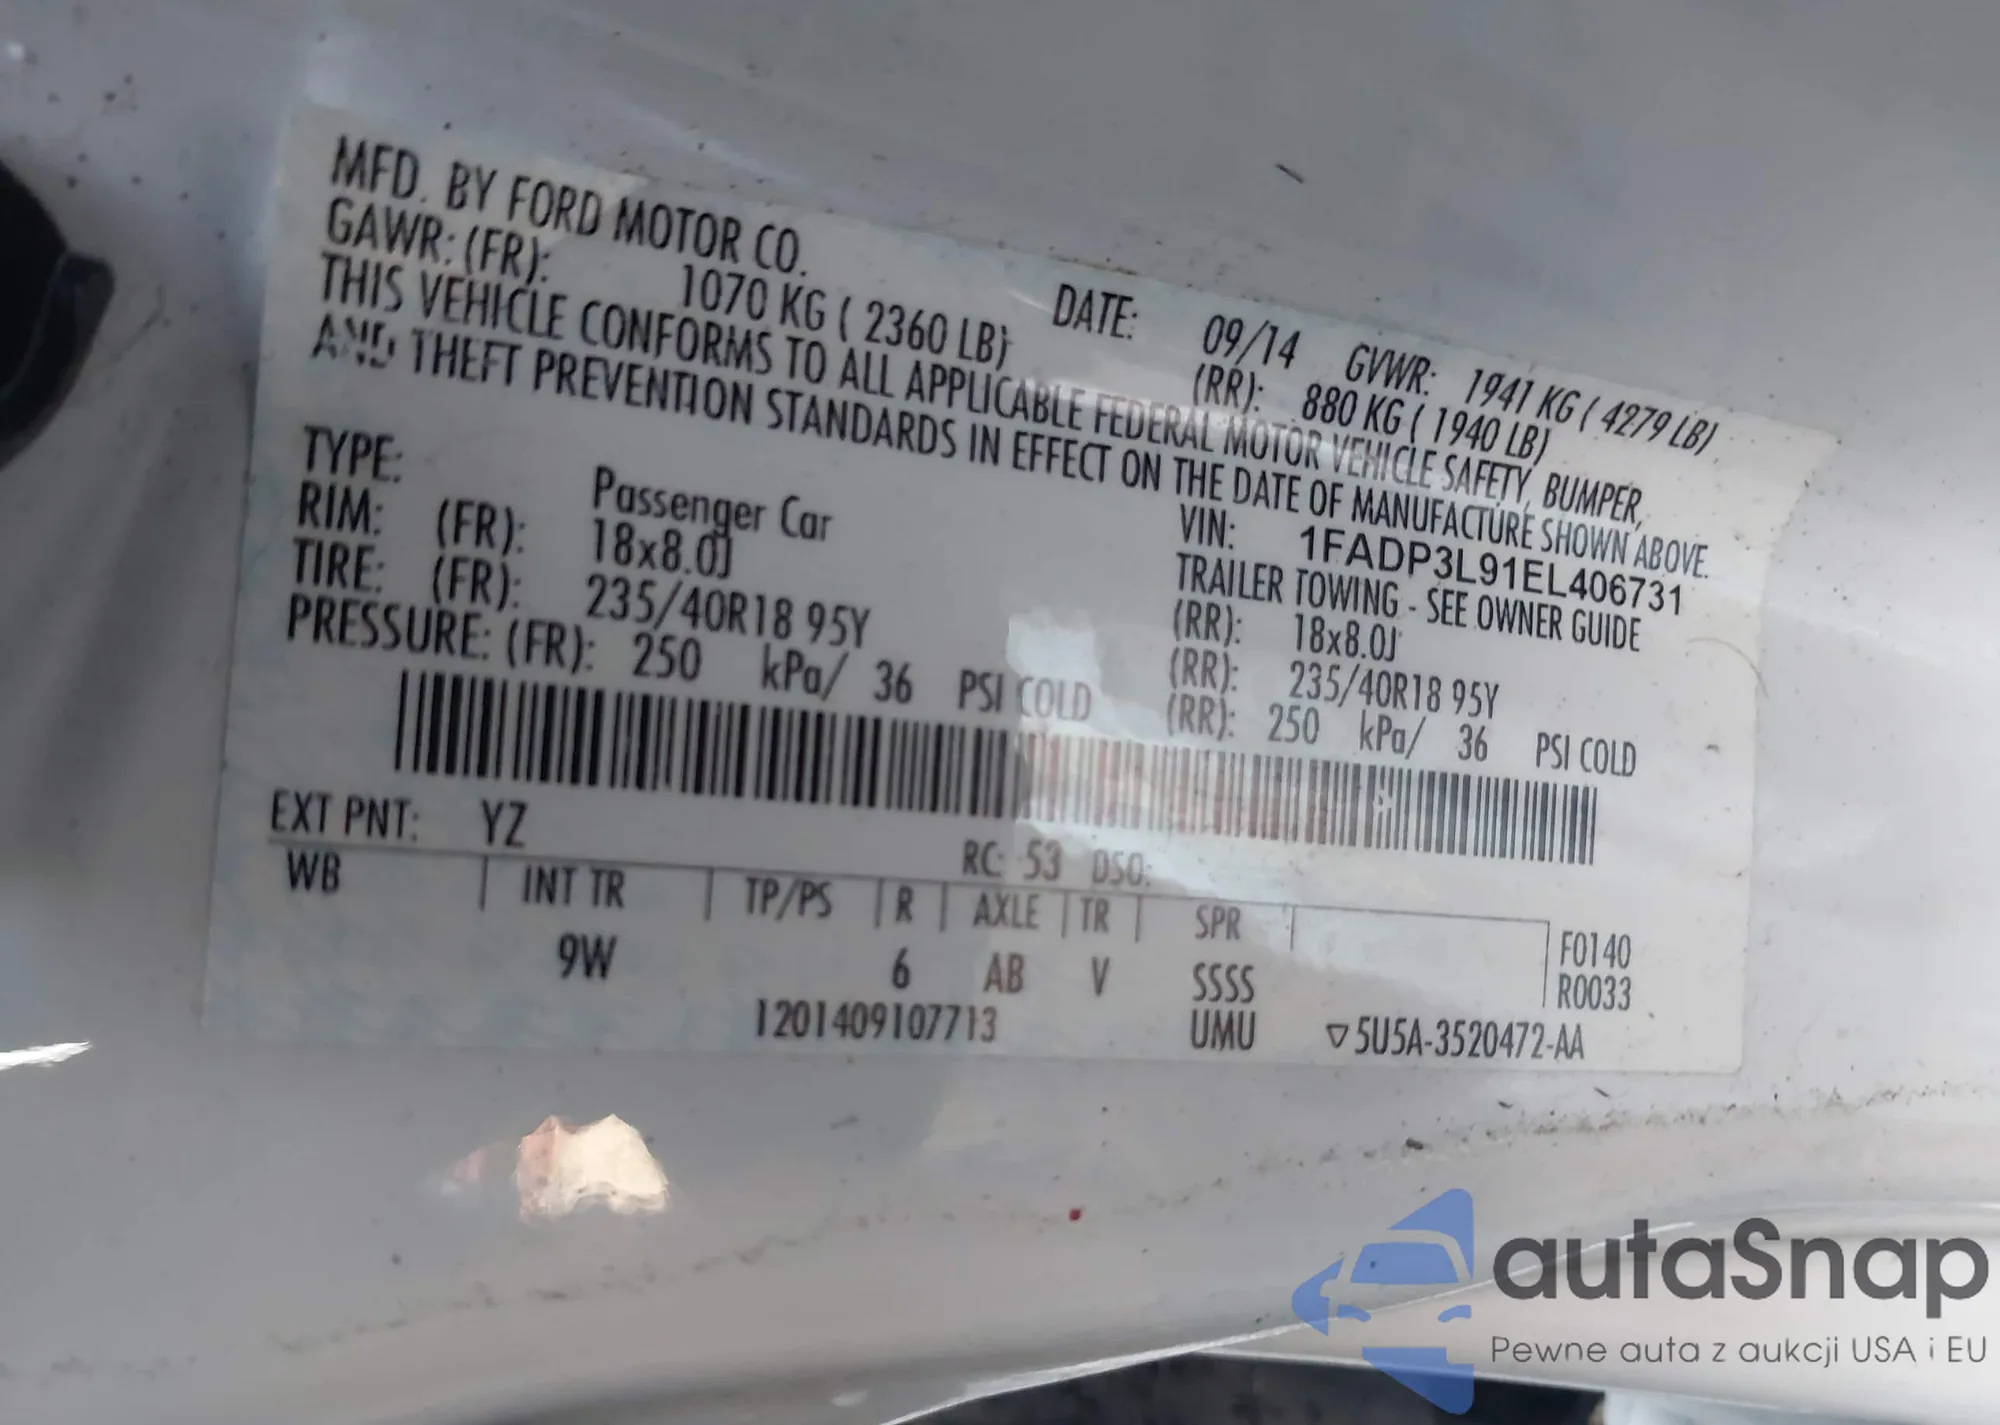 MFD. BY FORD MOTOR CO. DATE: 09/14 GVWR: 1941 KG ( 4279 LB)
GAWR: (FR): 1070 KG ( 2360 LB) (RR): 880 KG ( 1940 LB)
THIS VEHICLE CONFORMS TO ALL APPLICABLE FEDERAL MOTOR VEHICLE SAFETY, BUMPER,
AND THEFT PREVENTION STANDARDS IN EFFECT ON THE DATE OF MANUFACTURE SHOWN ABOVE.
VIN: 1FADP3L91EL406731
TYPE: Passenger Car TRAILER TOWING - SEE OWNER GUIDE
RIM: (FR): 18x8.0J (RR): 18x8.0J
TIRE: (FR): 235/40R18 95Y (RR): 235/40R18 95Y
PRESSURE: (FR): 250 kPa/ 36 PSI COLD (RR): 250 kPa/ 36 PSI COLD
EXT PNT: YZ RC: 53 DSO:
WB | INT TR | TP/PS | R | AXLE | TR | SPR | F0140
9W 6 AB V SSSS R0033
1201409107713 UMU ▽5U5A-3520472-AA
autaSnap
Pewne auta z aukcji USA i EU